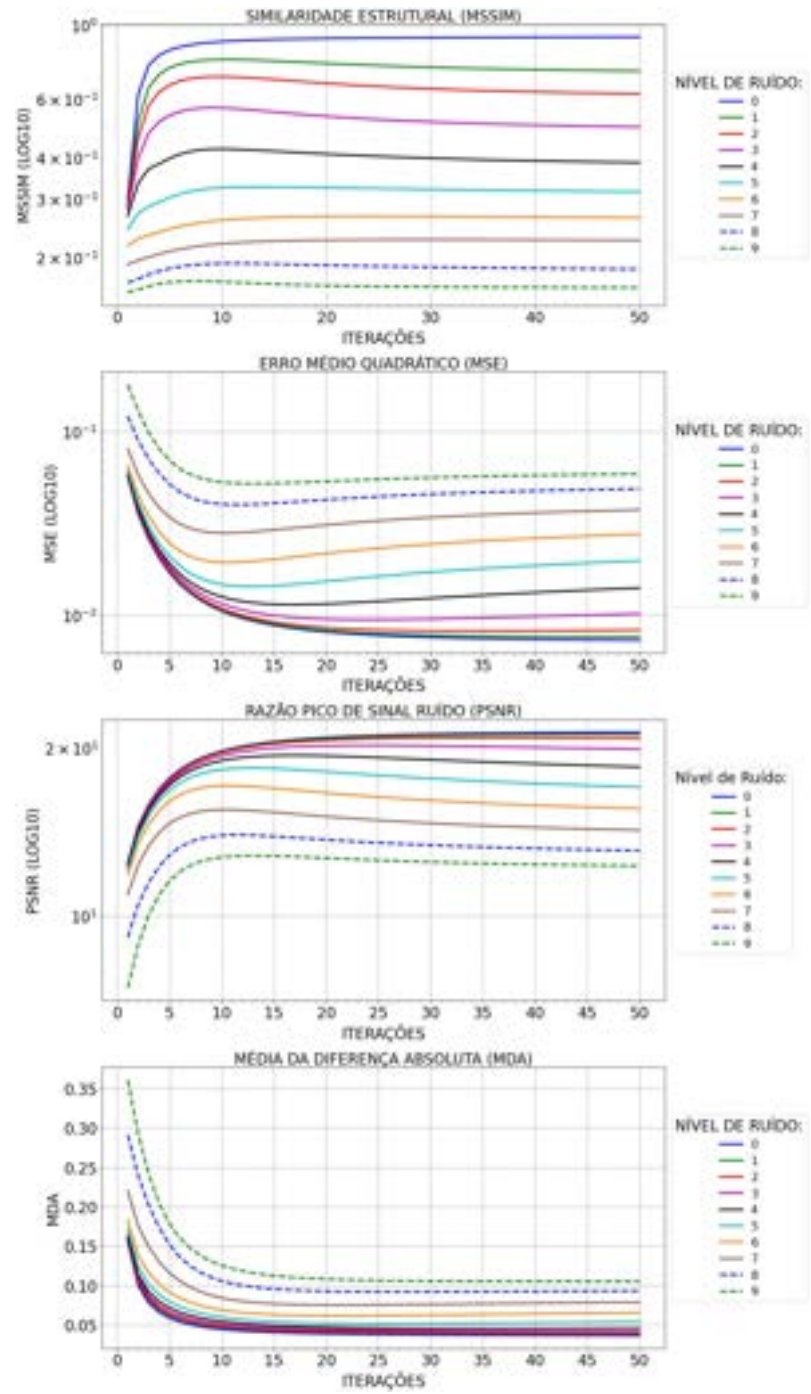 SIMILARIDADE ESTRUTURAL (MSSIM)
10⁰
6 × 10⁻¹
4 × 10⁻¹
3 × 10⁻¹
2 × 10⁻¹
MSSIM (LOG10)
0 10 20 30 40 50
ITERAÇÕES
NÍVEL DE RUÍDO:
0
1
2
3
4
5
6
7
8
9
ERRO MÉDIO QUADRÁTICO (MSE)
10⁻¹
10⁻²
MSE (LOG10)
0 5 10 15 20 25 30 35 40 45 50
ITERAÇÕES
NÍVEL DE RUÍDO:
0
1
2
3
4
5
6
7
8
9
RAZÃO PICO DE SINAL RUÍDO (PSNR)
2 × 10¹
10¹
PSNR (LOG10)
0 5 10 15 20 25 30 35 40 45 50
ITERAÇÕES
Nível de Ruído:
0
1
2
3
4
5
6
7
8
9
MÉDIA DA DIFERENÇA ABSOLUTA (MDA)
0.35
0.30
0.25
0.20
0.15
0.10
0.05
MDA
0 5 10 15 20 25 30 35 40 45 50
ITERAÇÕES
NÍVEL DE RUÍDO:
0
1
2
3
4
5
6
7
8
9